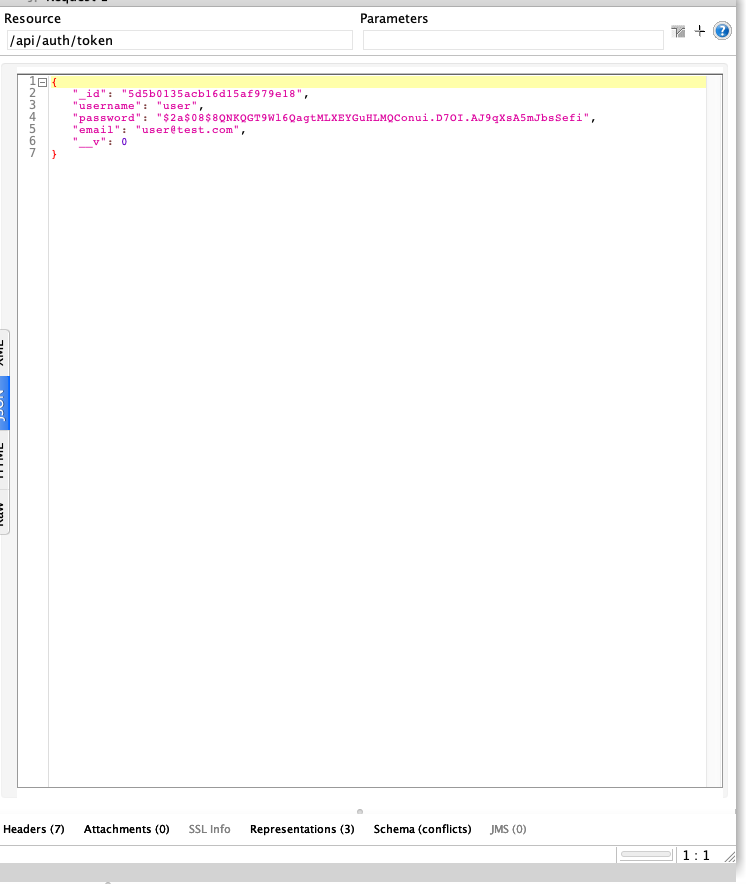 Resource
Parameters
/api/auth/token
1 {
2 "_id": "5d5b0135acb16d15af979e18",
3 "username": "user",
4 "password": "$2a$08$8QNKQGT9Wl6QagtMLXEYGuHLMQConui.D7OI.AJ9qXsA5mJbsSefi",
5 "email": "user@test.com",
6 "__v": 0
7 }
XML
JSON
HTML
Raw
Headers (7) Attachments (0) SSL Info Representations (3) Schema (conflicts) JMS (0)
1 : 1